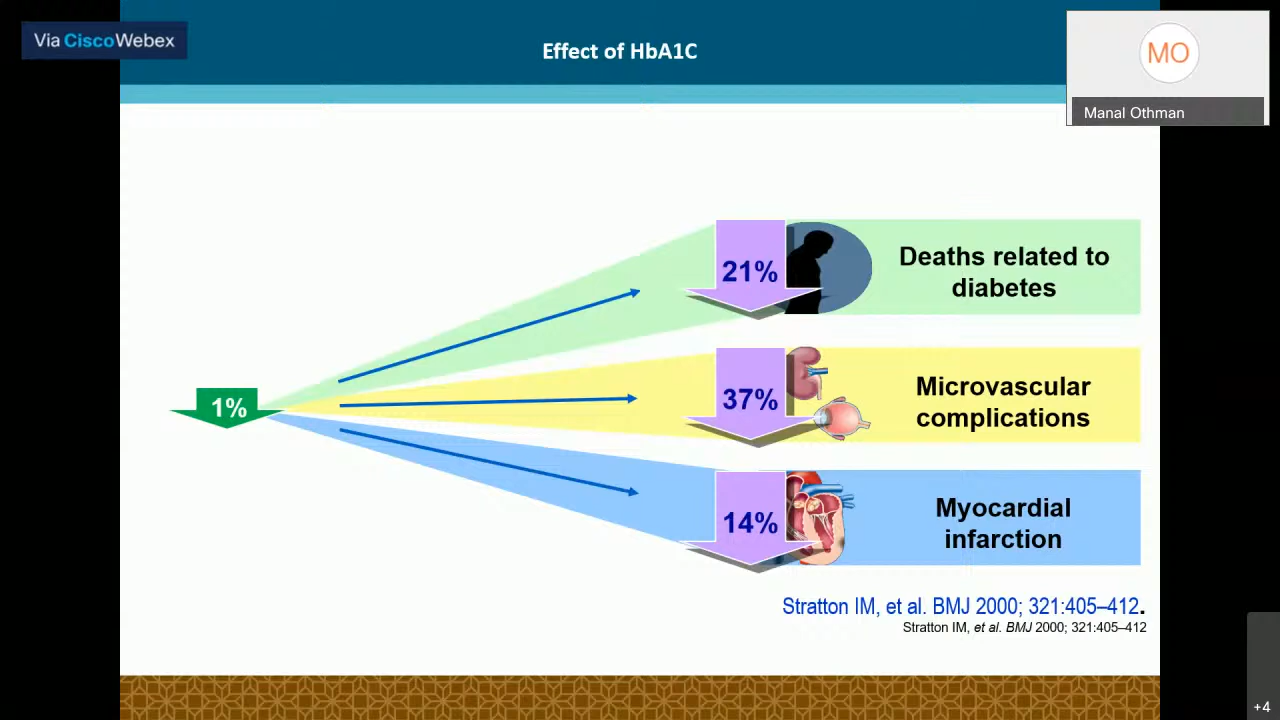 Via CiscoWebex
Effect of HbA1C
MO
Manal Othman
21%
Deaths related to
diabetes
1%
37%
Microvascular
complications
14%
Myocardial
infarction
Stratton IM, et al. BMJ 2000; 321:405–412.
Stratton IM, et al. BMJ 2000; 321:405–412
+4